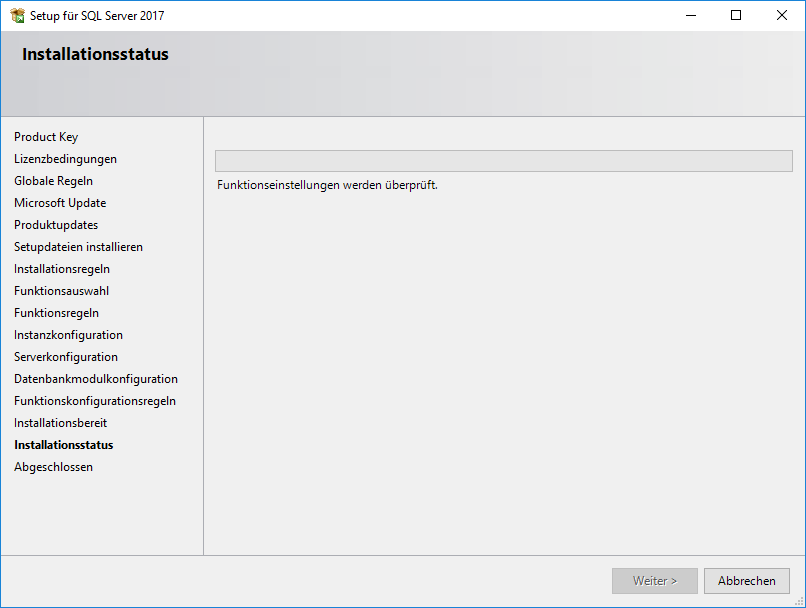 Setup für SQL Server 2017
Installationsstatus
Product Key
Lizenzbedingungen
Globale Regeln
Microsoft Update
Produktupdates
Setupdateien installieren
Installationsregeln
Funktionsauswahl
Funktionsregeln
Instanzkonfiguration
Serverkonfiguration
Datenbankmodulkonfiguration
Funktionskonfigurationsregeln
Installationsbereit
Installationsstatus
Abgeschlossen
Funktionseinstellungen werden überprüft.
Weiter >
Abbrechen